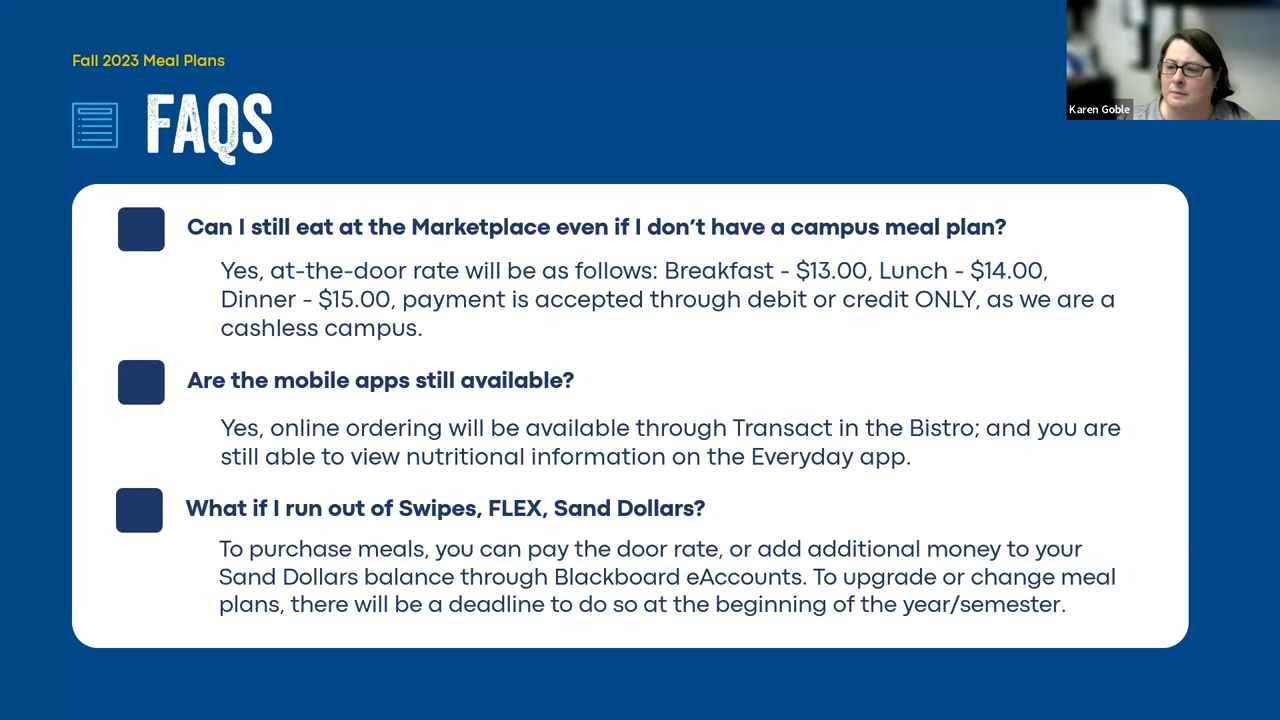 Fall 2023 Meal Plans
FAQS
Karen Goble
Can I still eat at the Marketplace even if I don’t have a campus meal plan?
Yes, at-the-door rate will be as follows: Breakfast - $13.00, Lunch - $14.00,
Dinner - $15.00, payment is accepted through debit or credit ONLY, as we are a
cashless campus.
Are the mobile apps still available?
Yes, online ordering will be available through Transact in the Bistro; and you are
still able to view nutritional information on the Everyday app.
What if I run out of Swipes, FLEX, Sand Dollars?
To purchase meals, you can pay the door rate, or add additional money to your
Sand Dollars balance through Blackboard eAccounts. To upgrade or change meal
plans, there will be a deadline to do so at the beginning of the year/semester.